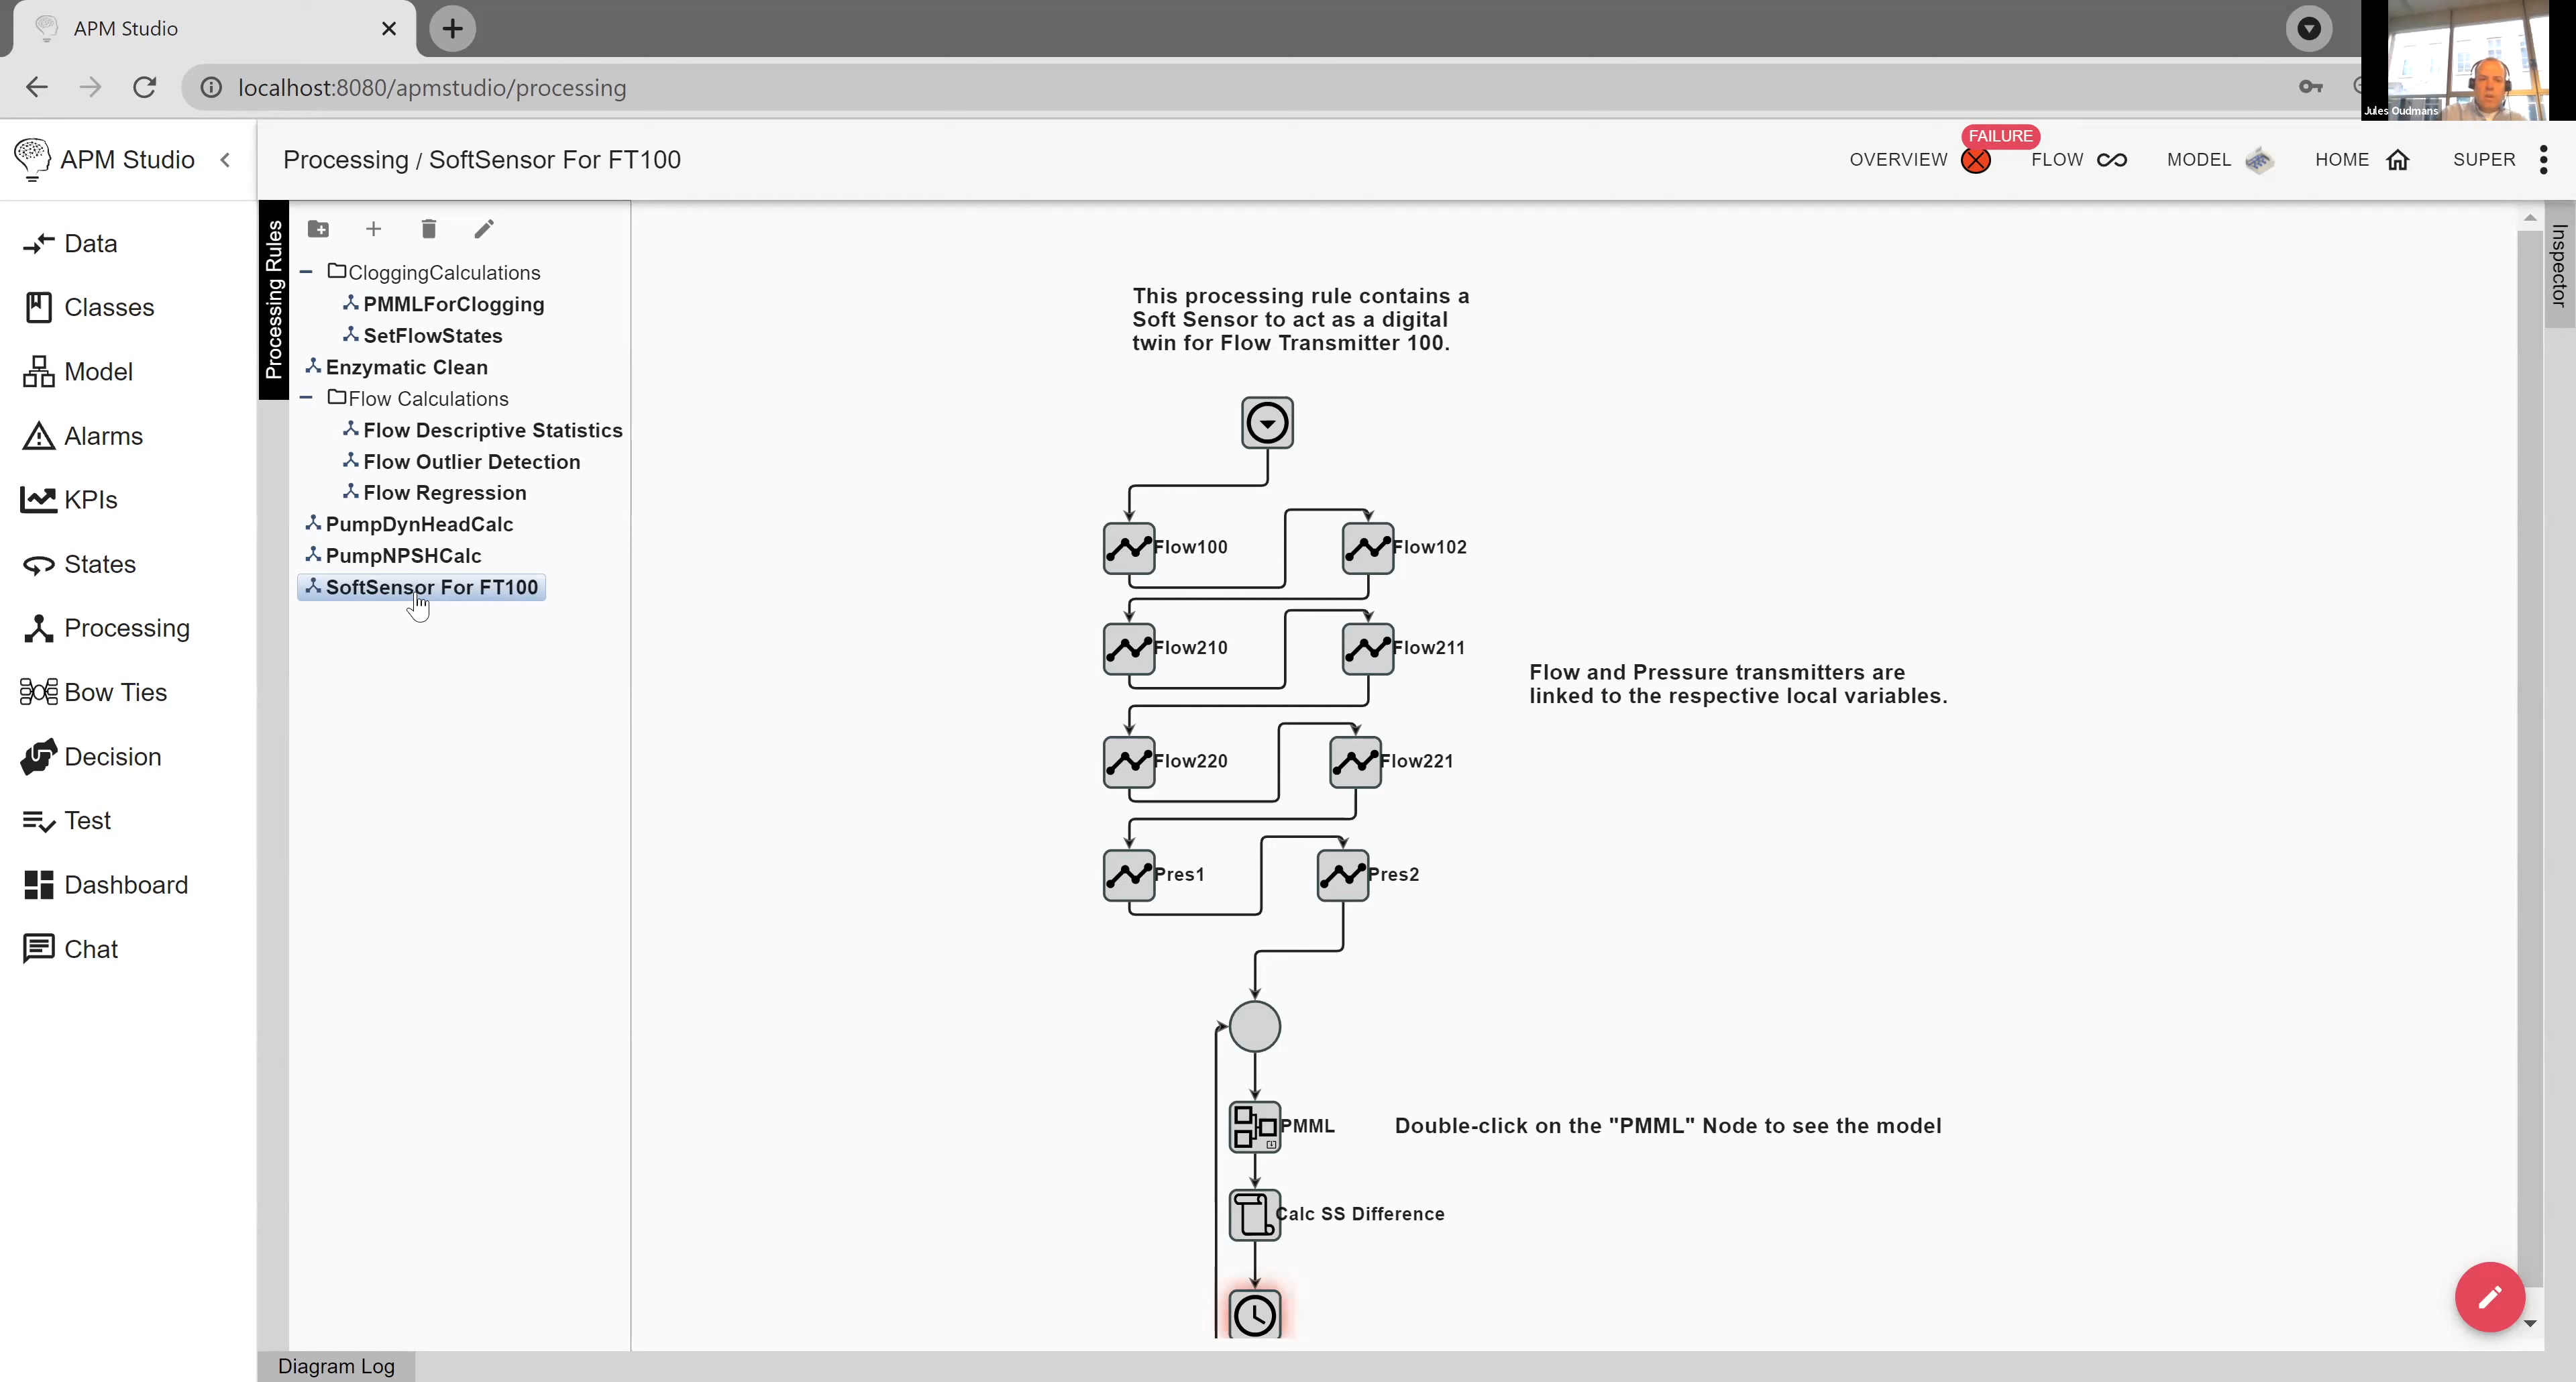 APM Studio
localhost:8080/apmstudio/processing
Jules Oudmans
APM Studio
Processing / SoftSensor For FT100
OVERVIEW
FAILURE
FLOW
MODEL
HOME
SUPER
Data
Classes
Model
Alarms
KPIs
States
Processing
Bow Ties
Decision
Test
Dashboard
Chat
Processing Rules
CloggingCalculations
PMMLForClogging
SetFlowStates
Enzymatic Clean
Flow Calculations
Flow Descriptive Statistics
Flow Outlier Detection
Flow Regression
PumpDynHeadCalc
PumpNPSHCalc
SoftSensor For FT100
This processing rule contains a
Soft Sensor to act as a digital
twin for Flow Transmitter 100.
Flow100
Flow102
Flow210
Flow211
Flow and Pressure transmitters are
linked to the respective local variables.
Flow220
Flow221
Pres1
Pres2
PMML
Double-click on the "PMML" Node to see the model
Calc SS Difference
Inspector
Diagram Log